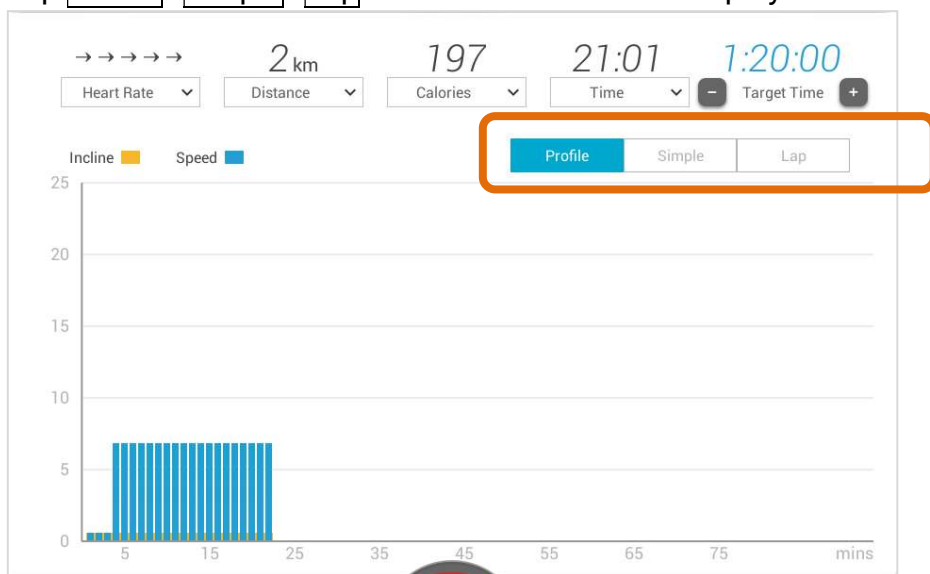 →→→→→ 2 km 197 21:01 1:20:00
Heart Rate Distance Calories Time − Target Time +
Incline Speed Profile Simple Lap
25
20
15
10
5
0
5 15 25 35 45 55 65 75 mins